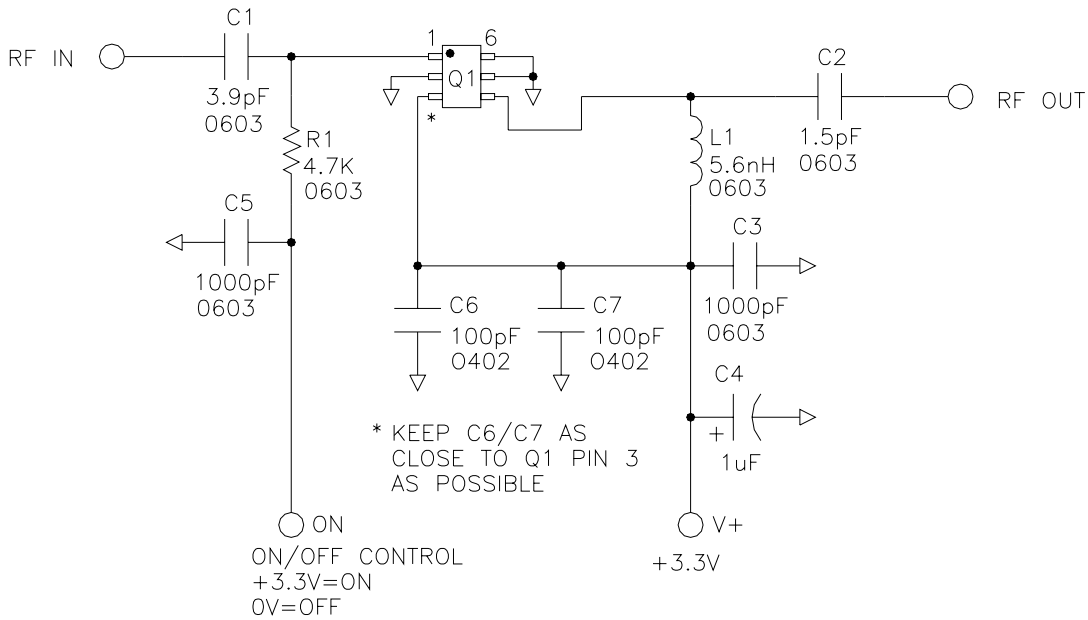 C1
RF IN
3.9pF
0603
1
6
Q1
*
C2
RF OUT
1.5pF
0603
R1
4.7K
0603
L1
5.6nH
0603
C5
1000pF
0603
C3
1000pF
0603
C6
100pF
0402
C7
100pF
0402
C4
+
1uF
* KEEP C6/C7 AS
CLOSE TO Q1 PIN 3
AS POSSIBLE
ON
ON/OFF CONTROL
+3.3V=ON
0V=OFF
V+
+3.3V